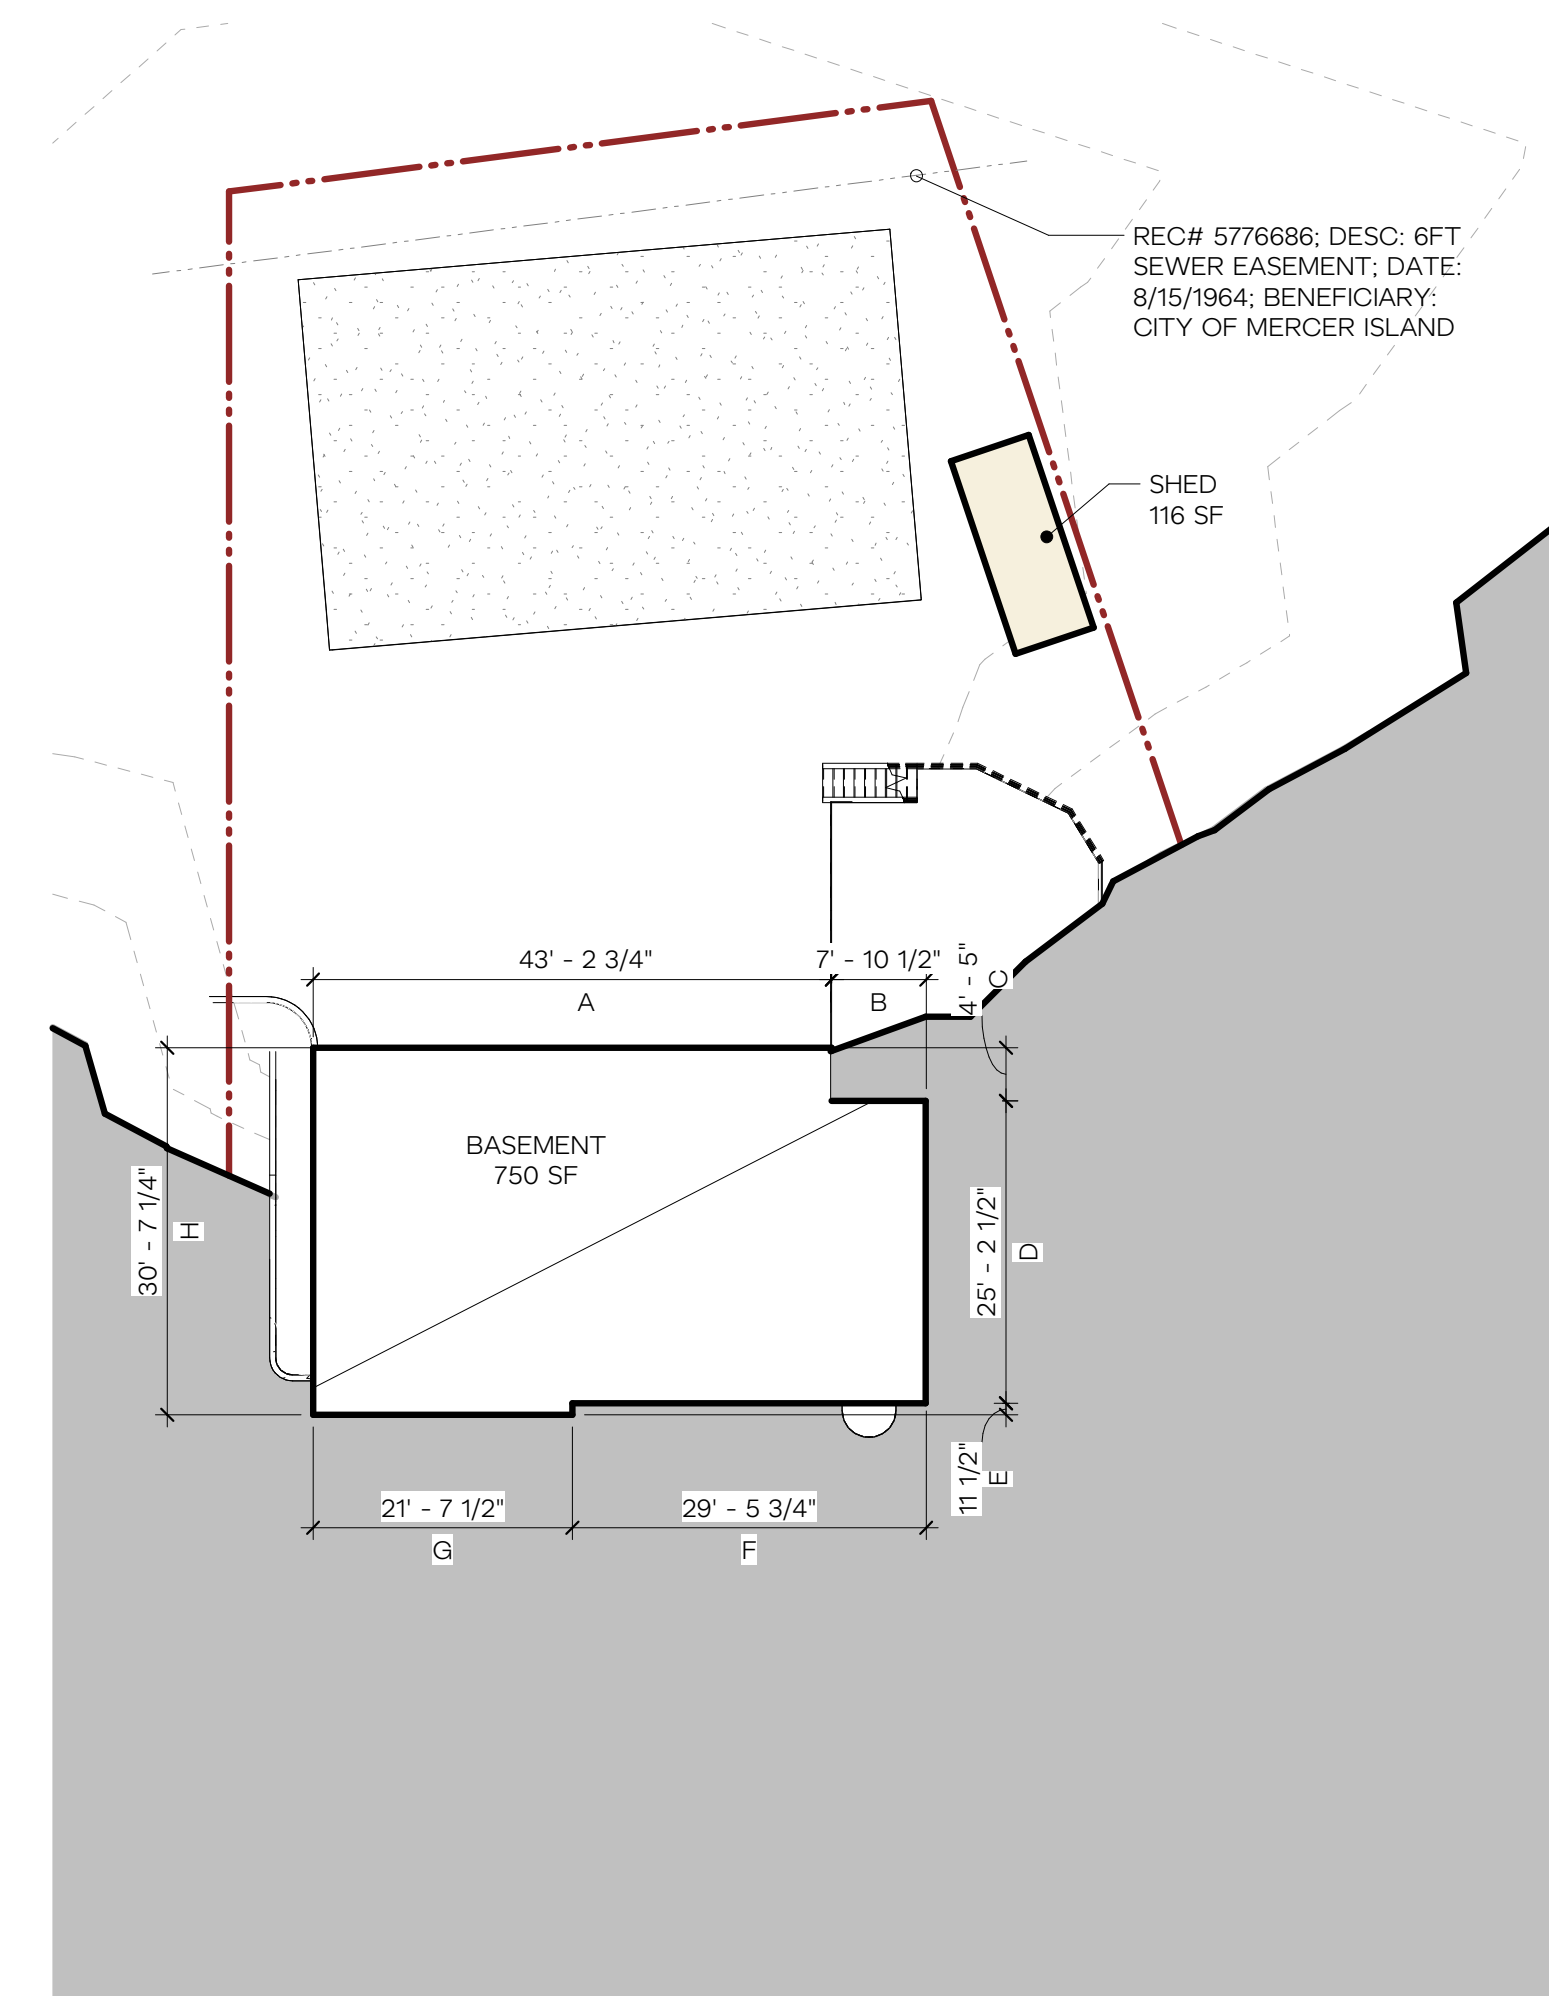 REC# 5776686; DESC: 6FT
SEWER EASEMENT; DATE:
8/15/1964; BENEFICIARY:
CITY OF MERCER ISLAND
SHED
116 SF
43' - 2 3/4"
A
7' - 10 1/2"
B
4' - 5"
C
BASEMENT
750 SF
30' - 7 1/4"
H
25' - 2 1/2"
D
11 1/2"
E
21' - 7 1/2"
G
29' - 5 3/4"
F